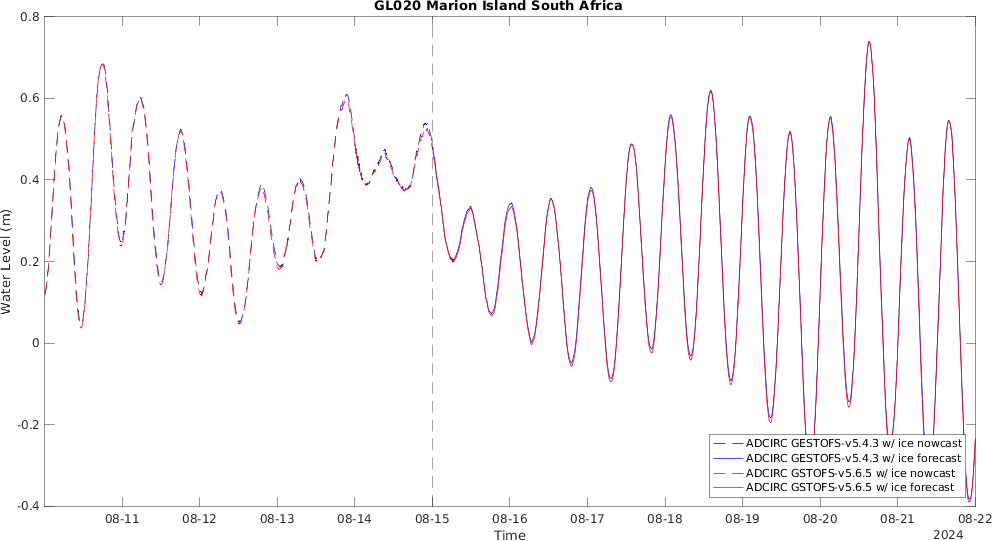 GL020 Marion Island South Africa
0.8
0.6
0.4
0.2
0
-0.2
-0.4
Water Level (m)
ADCIRC GESTOFS-v5.4.3 w/ ice nowcast
ADCIRC GESTOFS-v5.4.3 w/ ice forecast
ADCIRC GSTOFS-v5.6.5 w/ ice nowcast
ADCIRC GSTOFS-v5.6.5 w/ ice forecast
08-11 08-12 08-13 08-14 08-15 08-16 08-17 08-18 08-19 08-20 08-21 08-22
Time
2024